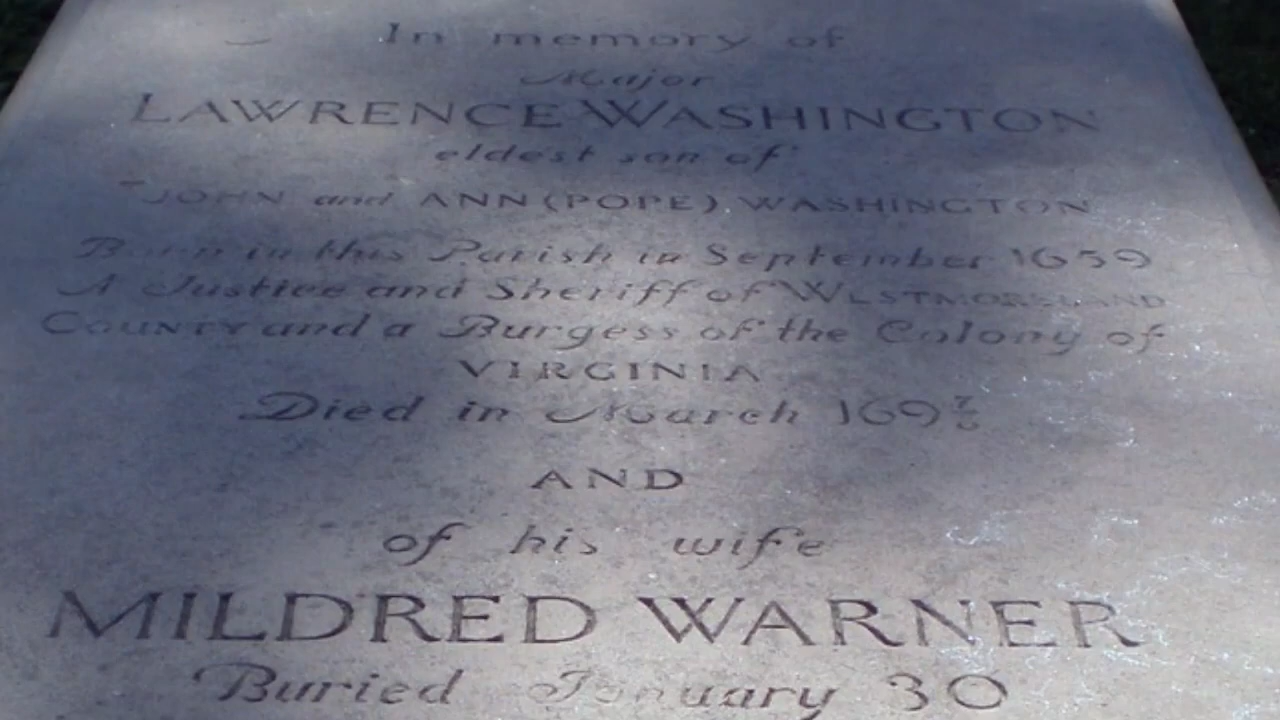 In memory of
Major
LAWRENCE WASHINGTON
eldest son of
JOHN and ANN (POPE) WASHINGTON
Born in this Parish in September 1659
A Justice and Sheriff of WESTMORELAND
COUNTY and a Burgess of the Colony of
VIRGINIA
Died in March 169 7/8
AND
of his wife
MILDRED WARNER
Buried January 30